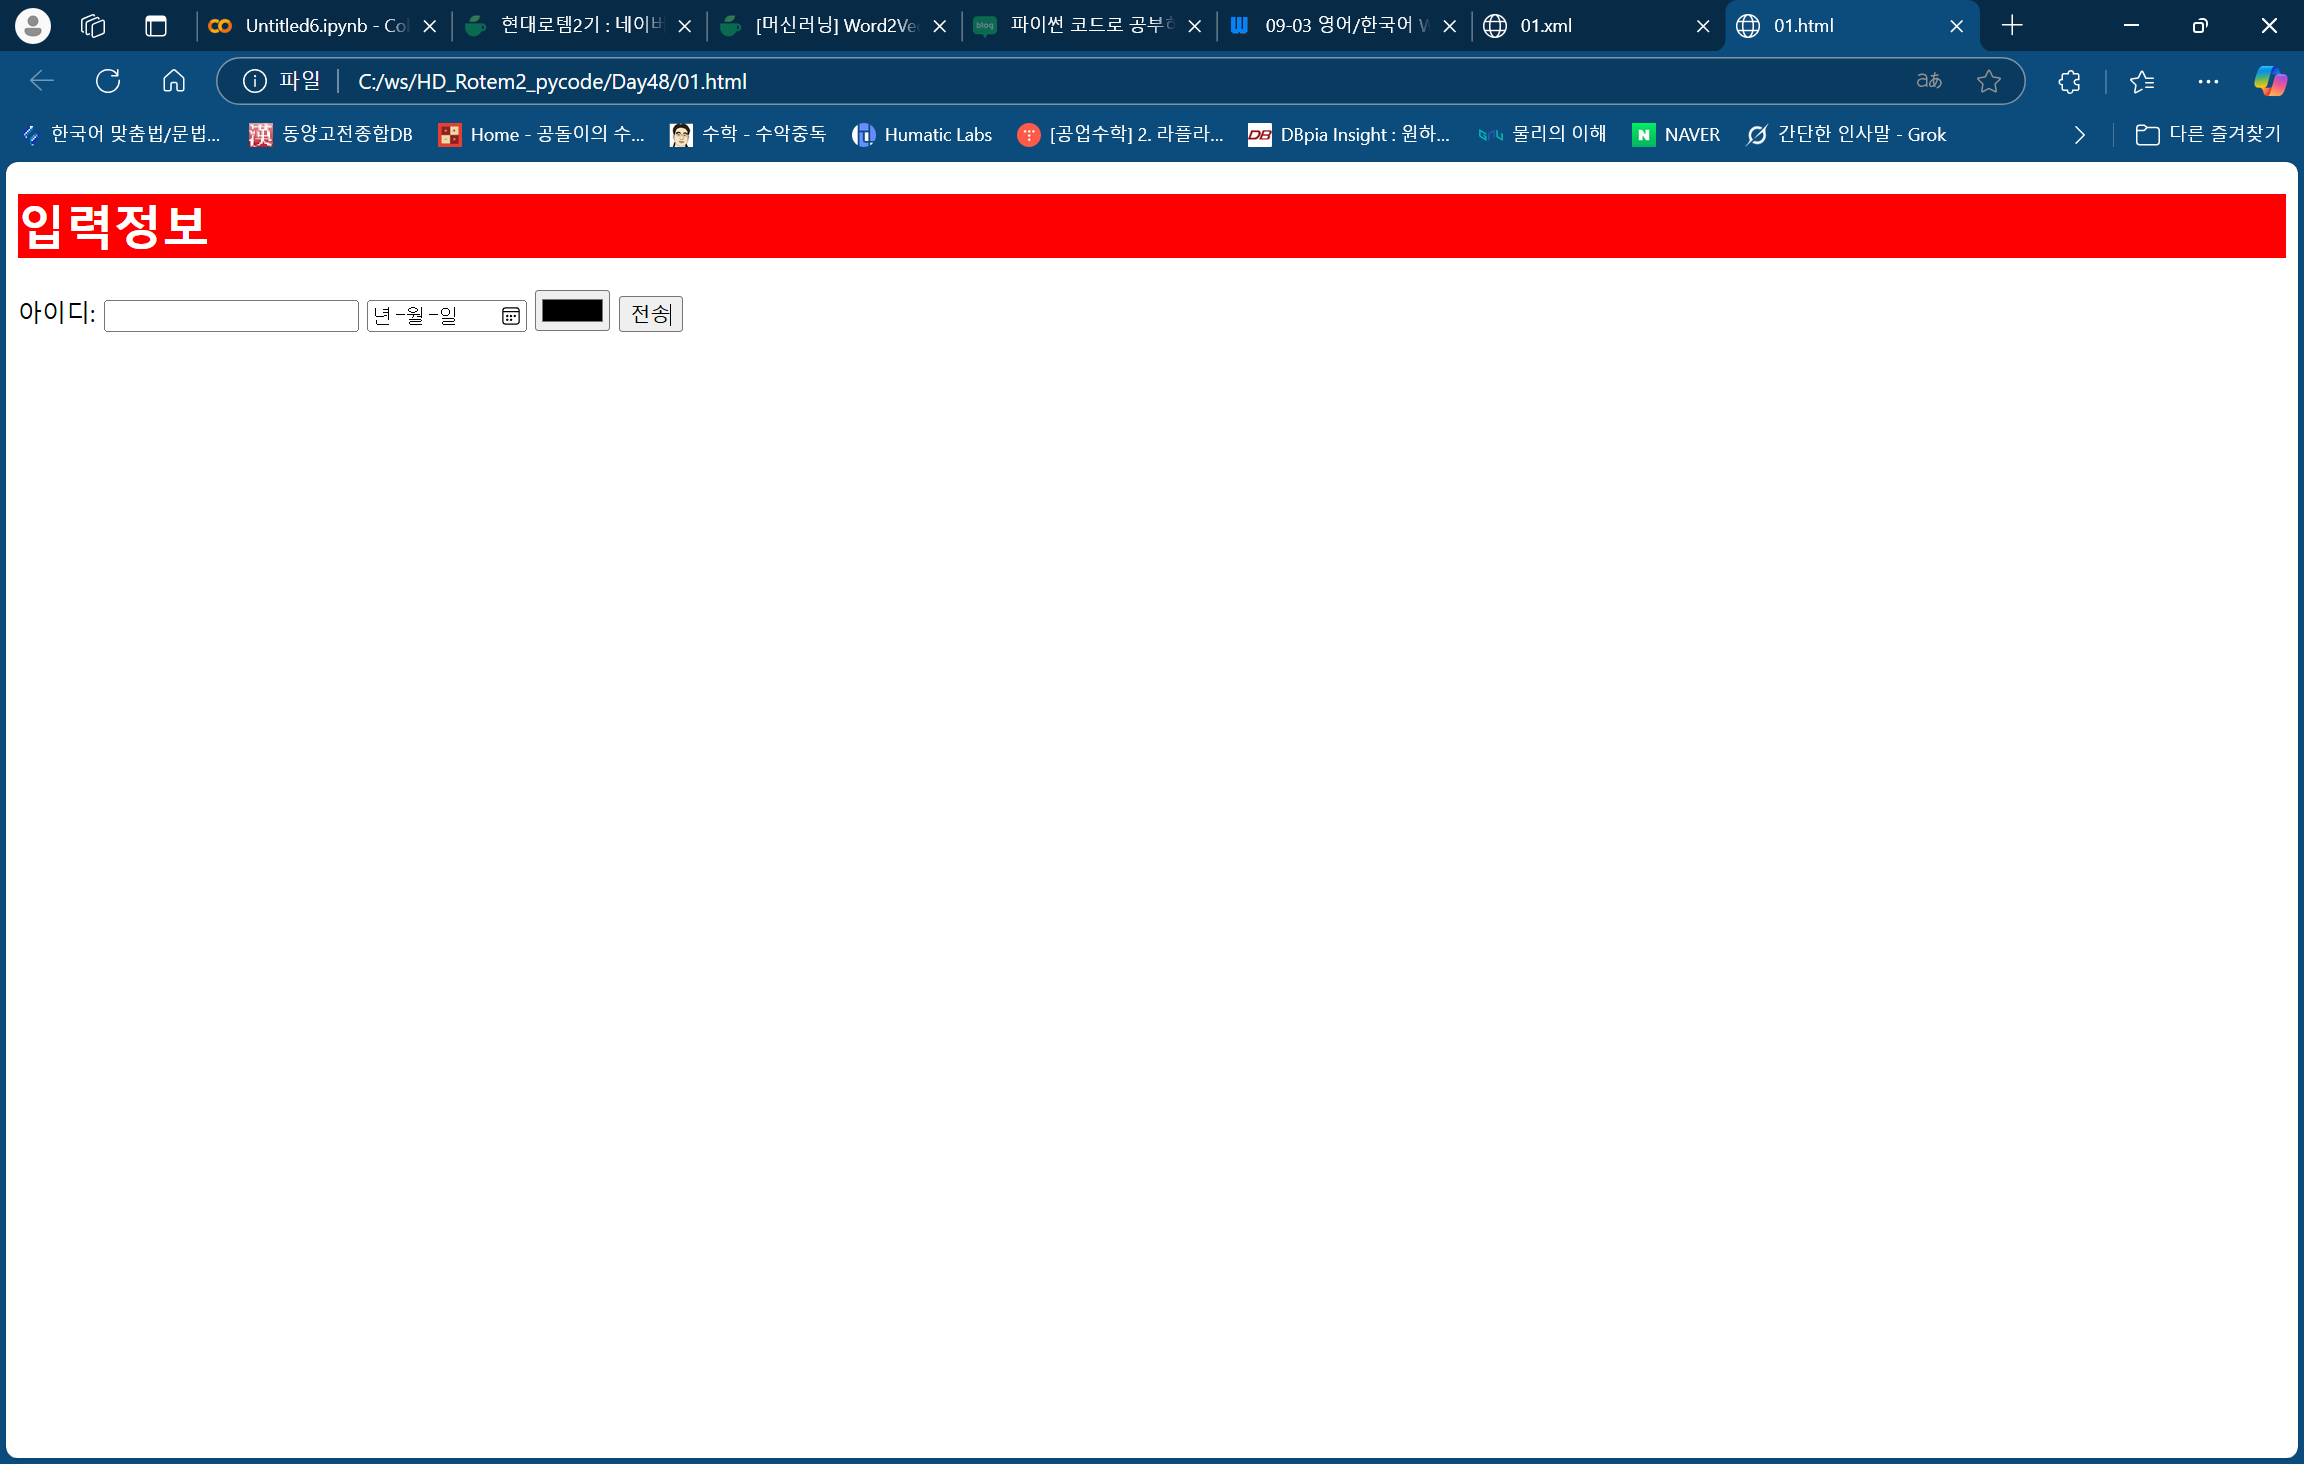 Untitled6.ipynb - Co
현대로템2기 : 네이버
[머신러닝] Word2Vec
파이썬 코드로 공부하
09-03 영어/한국어 W
01.xml
01.html
파일
C:/ws/HD_Rotem2_pycode/Day48/01.html
한국어 맞춤법/문법...
漢 동양고전종합DB
Home - 공돌이의 수...
수학 - 수악중독
Humatic Labs
[공업수학] 2. 라플라...
DBpia Insight : 원하...
물리의 이해
N NAVER
간단한 인사말 - Grok
다른 즐겨찾기
입력정보
아이디: 년-월-일 전송